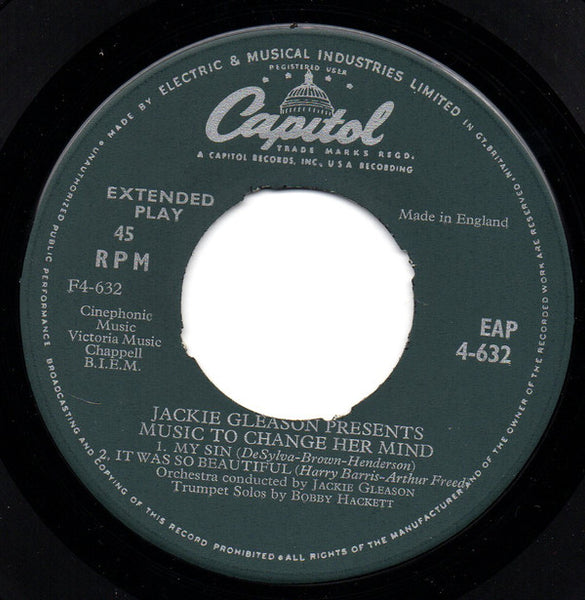 MADE BY ELECTRIC & MUSICAL INDUSTRIES LIMITED IN GT. BRITAIN.
ALL RIGHTS OF THE MANUFACTURER AND OF THE OWNER OF THE RECORDED WORK ARE RESERVED
UNAUTHORIZED PUBLIC PERFORMANCE BROADCASTING AND COPYING OF THIS RECORD PROHIBITED
REGISTERED USER
Capitol
TRADE MARKS REGD.
A CAPITOL RECORDS, INC., U.S.A RECORDING
EXTENDED
PLAY
45
RPM
Made in England
F4-632
Cinephonic
Music
Victoria Music
Chappell
B.I.E.M.
EAP
4-632
JACKIE GLEASON PRESENTS
MUSIC TO CHANGE HER MIND
1. MY SIN (DeSylva-Brown-Henderson)
2. IT WAS SO BEAUTIFUL (Harry Barris-Arthur Freed)
Orchestra conducted by JACKIE GLEASON
Trumpet Solos by BOBBY HACKETT